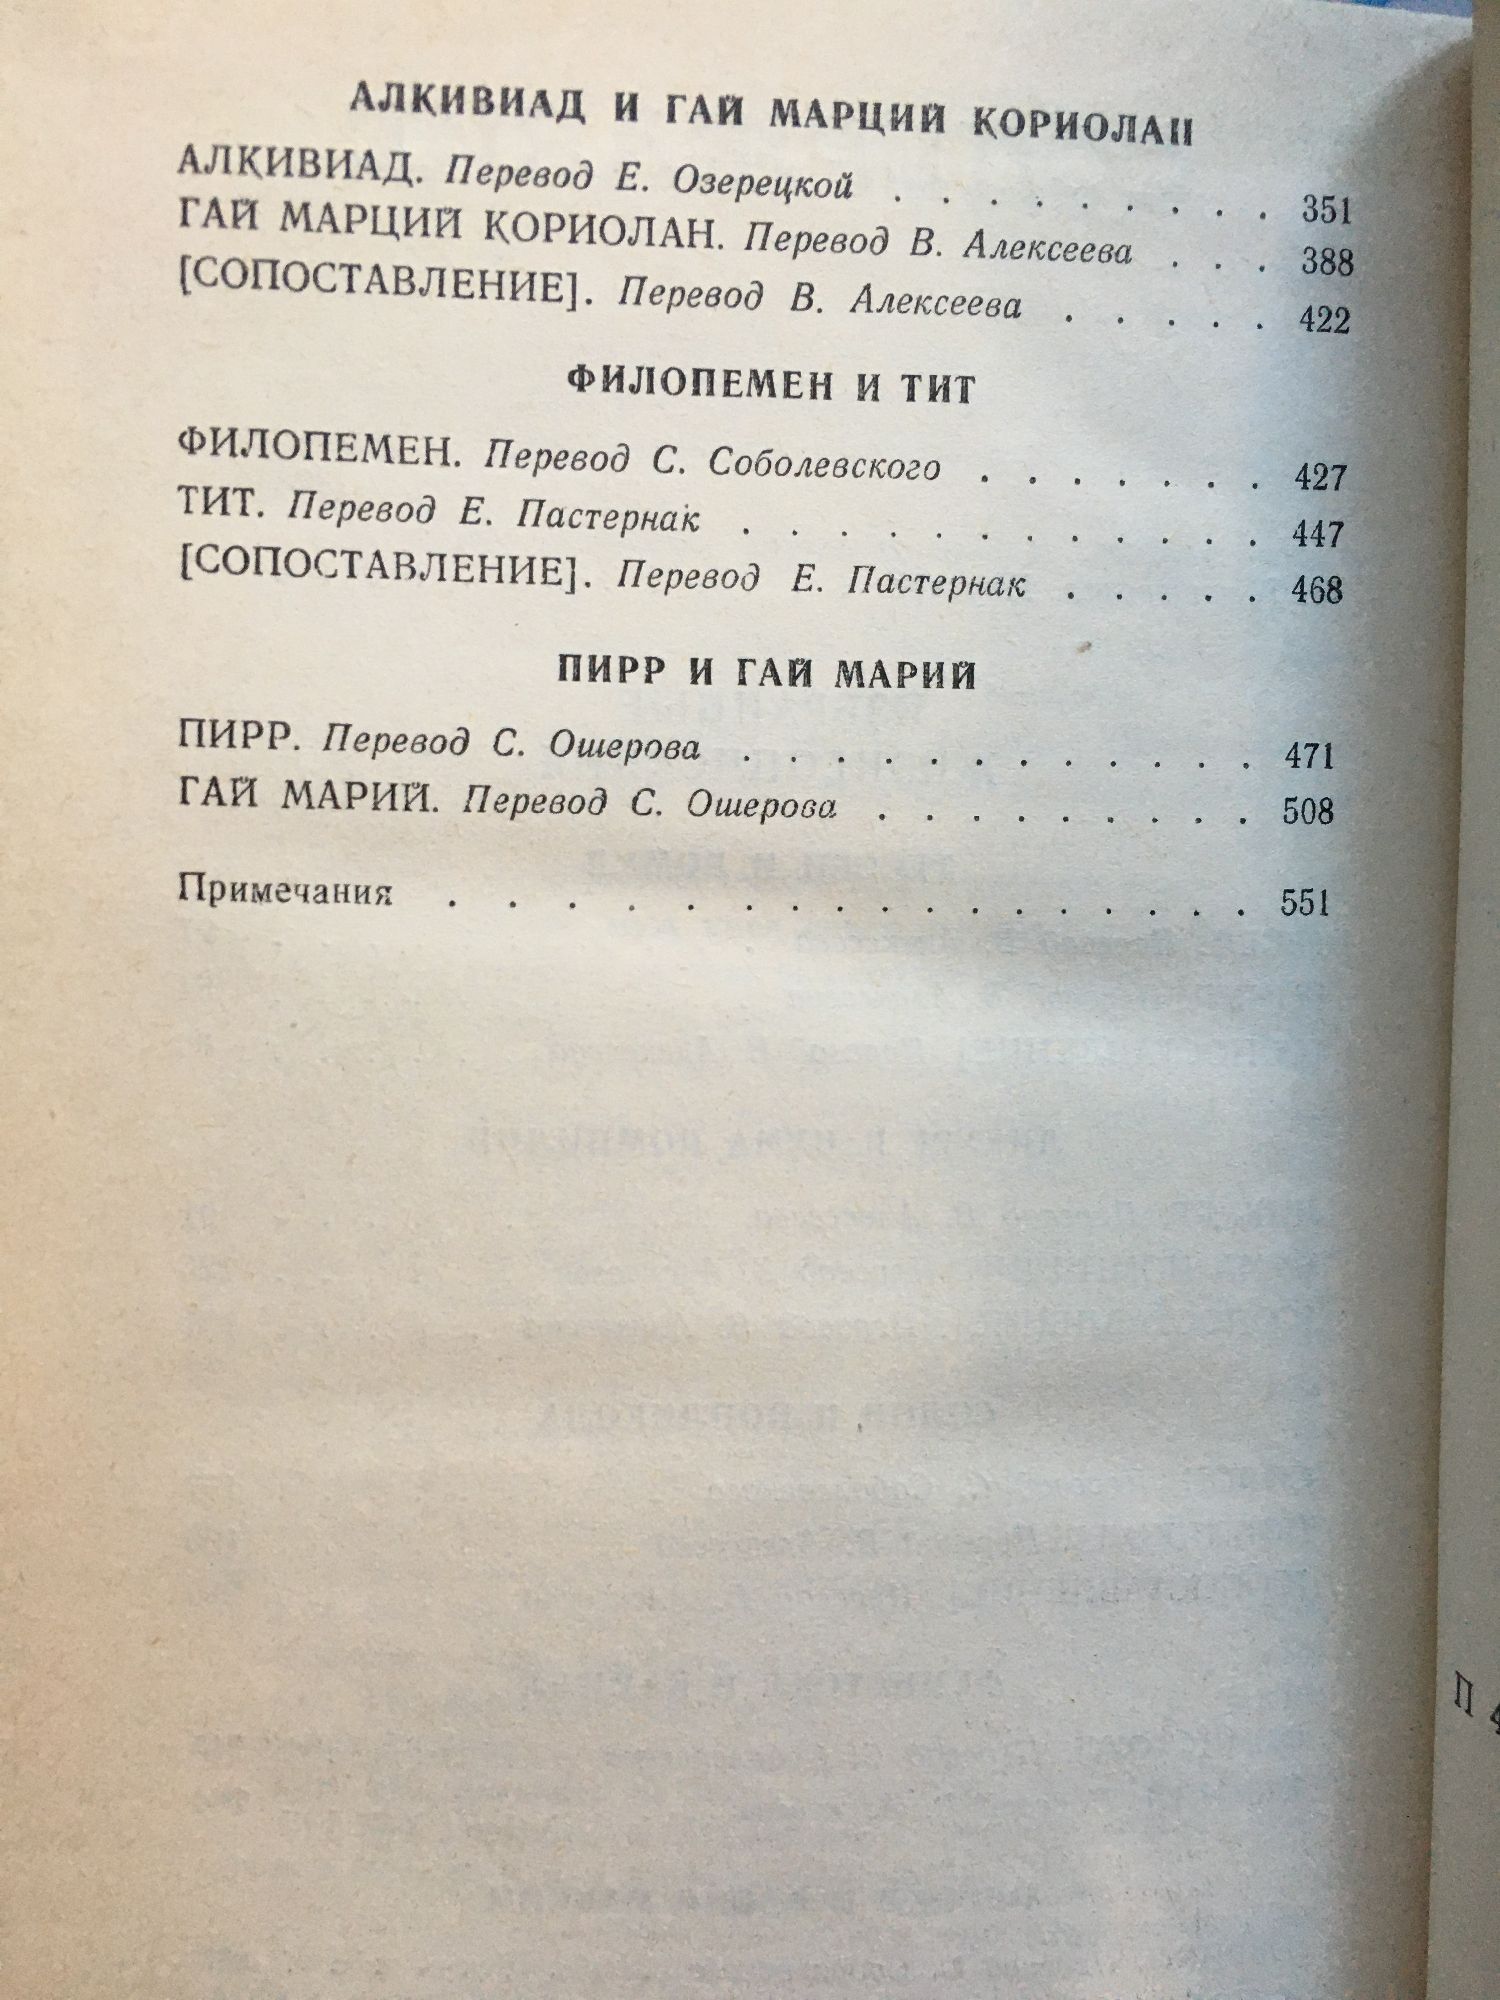 АЛКИВИАД И ГАЙ МАРЦИЙ КОРИОЛАН
АЛКИВИАД. Перевод Е. Озерецкой . . . . . . . . . 351
ГАЙ МАРЦИЙ КОРИОЛАН. Перевод В. Алексеева . . . 388
[СОПОСТАВЛЕНИЕ]. Перевод В. Алексеева . . . . . 422
ФИЛОПЕМЕН И ТИТ
ФИЛОПЕМЕН. Перевод С. Соболевского . . . . . . . 427
ТИТ. Перевод Е. Пастернак . . . . . . . . . . . . 447
[СОПОСТАВЛЕНИЕ]. Перевод Е. Пастернак . . . . . 468
ПИРР И ГАЙ МАРИЙ
ПИРР. Перевод С. Ошерова . . . . . . . . . . . . 471
ГАЙ МАРИЙ. Перевод С. Ошерова . . . . . . . . . 508
Примечания . . . . . . . . . . . . . . . 551